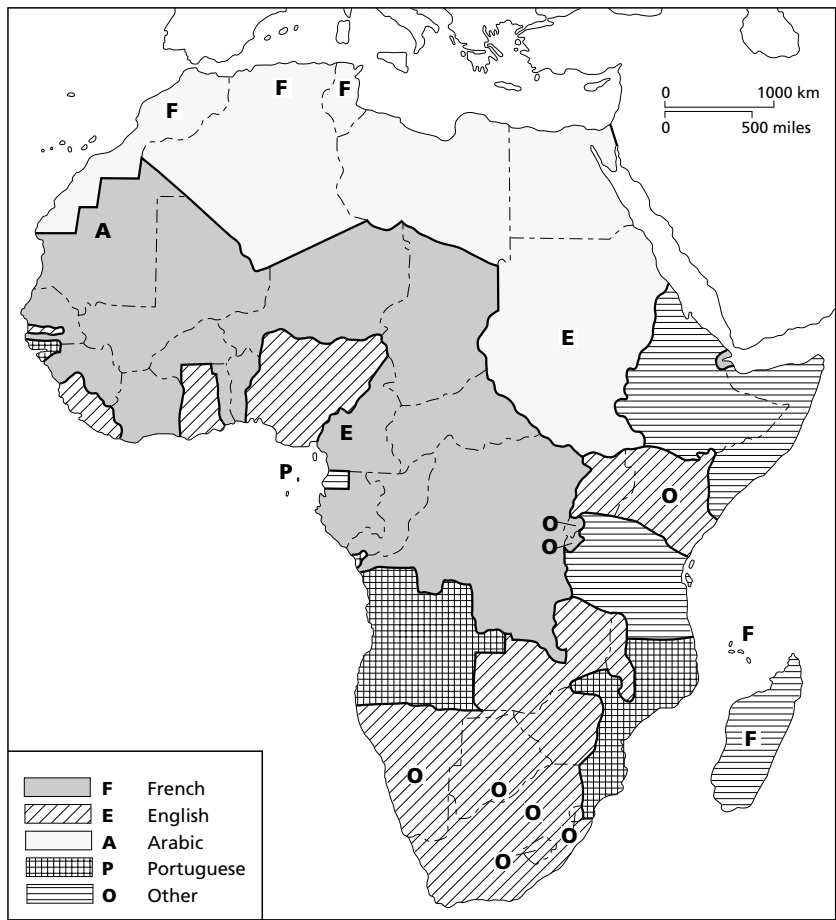 F F F
0 1000 km
0 500 miles
A
E
E
P
O
O
O
F
F
O
O
O
O
O
F French
E English
A Arabic
P Portuguese
O Other